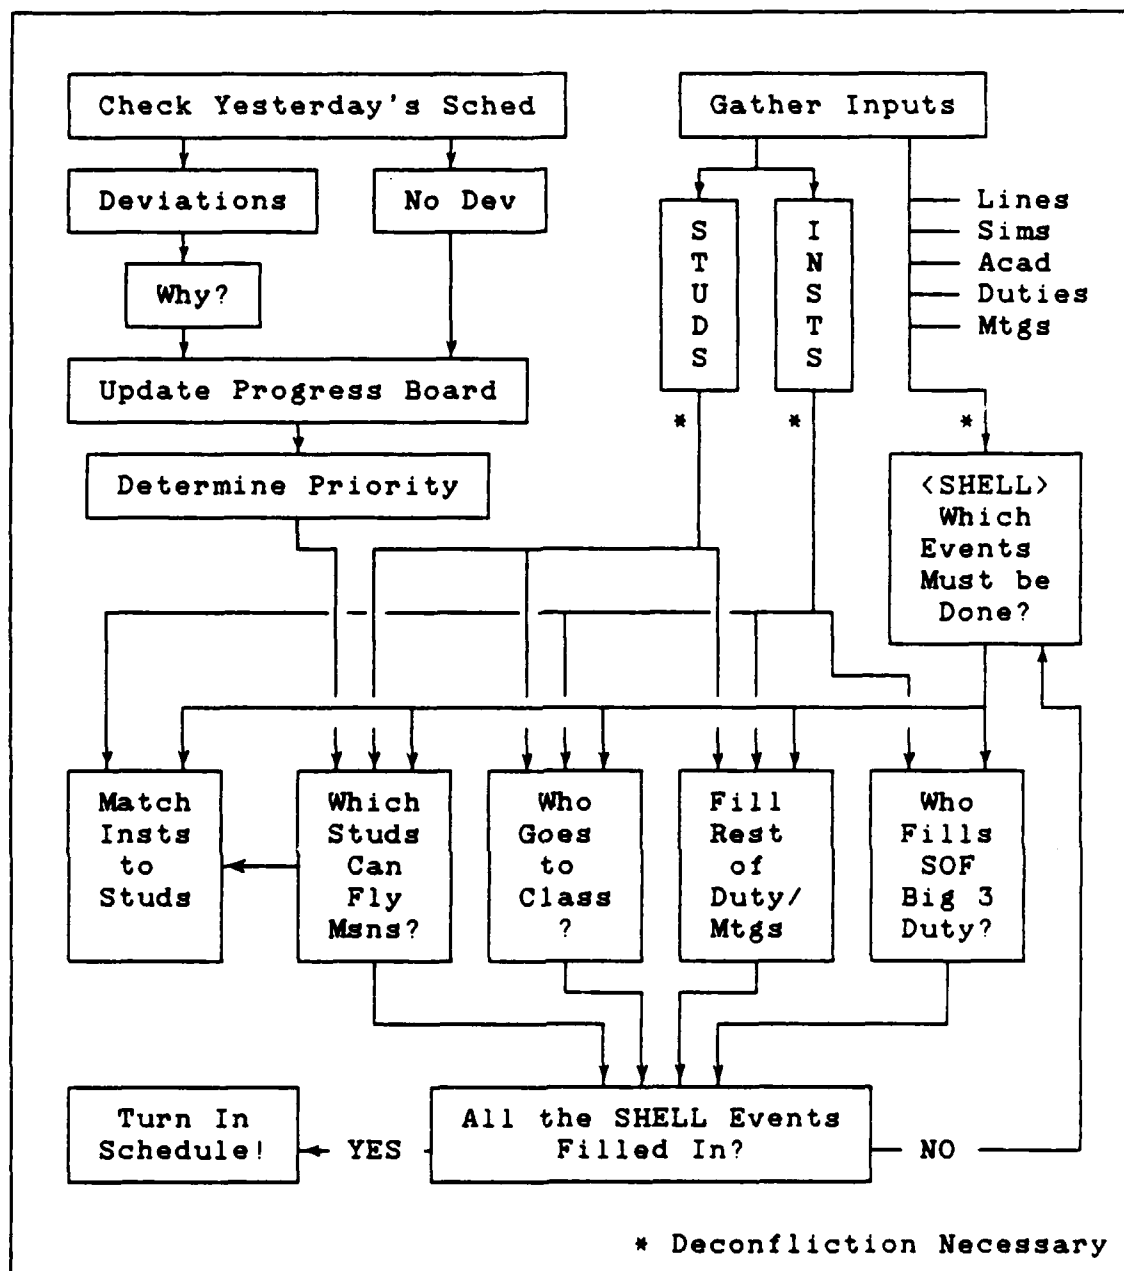 Check Yesterday's Sched
Gather Inputs
Deviations
No Dev
Why?
Update Progress Board
Determine Priority
S
T
U
D
S
I
N
S
T
S
Lines
Sims
Acad
Duties
Mtgs
*
*
*
<SHELL>
Which
Events
Must be
Done?
Match
Insts
to
Studs
Which
Studs
Can
Fly
Msns?
Who
Goes
to
Class
?
Fill
Rest
of
Duty/
Mtgs
Who
Fills
SOF
Big 3
Duty?
Turn In
Schedule!
YES
All the SHELL Events
Filled In?
NO
* Deconfliction Necessary